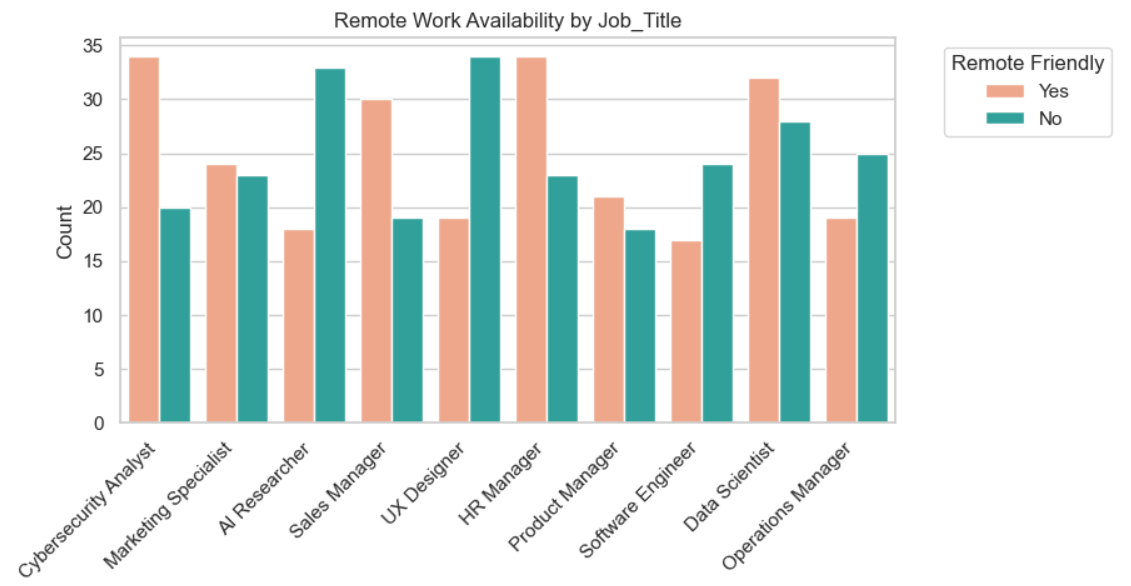 Remote Work Availability by Job_Title
Remote Friendly
Yes
No
Count
35
30
25
20
15
10
5
0
Cybersecurity Analyst
Marketing Specialist
AI Researcher
Sales Manager
UX Designer
HR Manager
Product Manager
Software Engineer
Data Scientist
Operations Manager